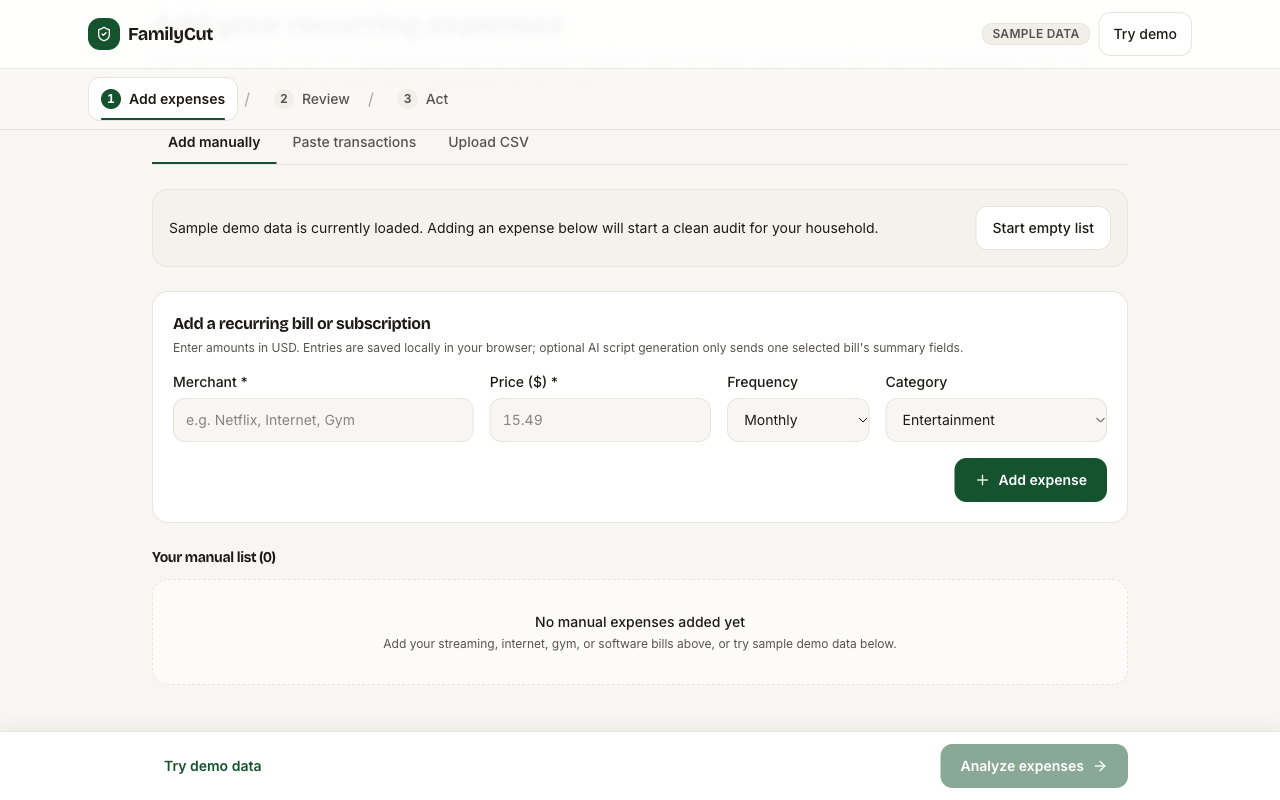 Add your recurring expenses
FamilyCut
SAMPLE DATA
Try demo
1 Add expenses / 2 Review / 3 Act
Add manually Paste transactions Upload CSV
Sample demo data is currently loaded. Adding an expense below will start a clean audit for your household.
Start empty list
Add a recurring bill or subscription
Enter amounts in USD. Entries are saved locally in your browser; optional AI script generation only sends one selected bill's summary fields.
Merchant * Price ($) * Frequency Category
e.g. Netflix, Internet, Gym 15.49 Monthly Entertainment
+ Add expense
Your manual list (0)
No manual expenses added yet
Add your streaming, internet, gym, or software bills above, or try sample demo data below.
Try demo data
Analyze expenses →